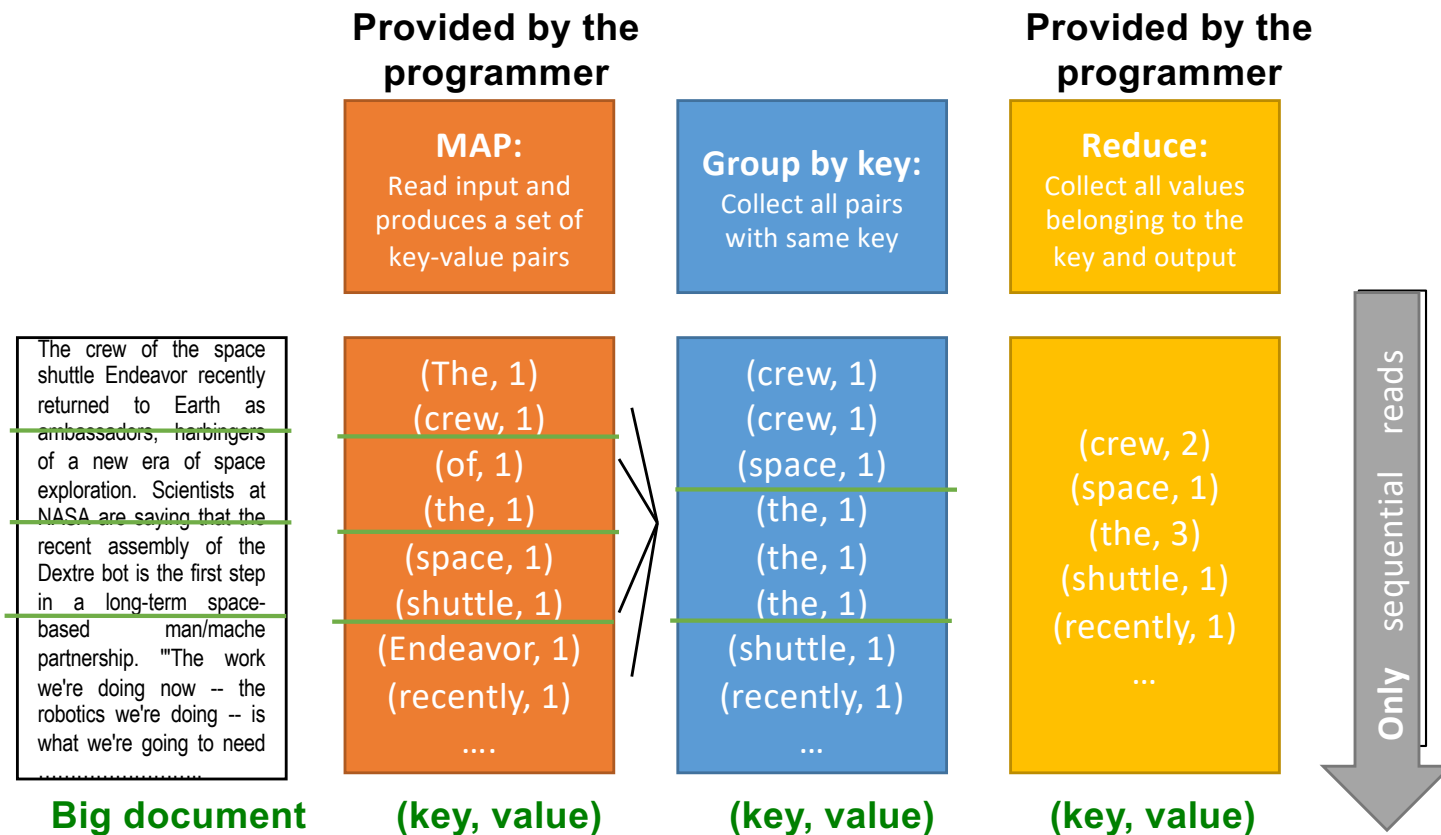 Provided by the
programmer
Provided by the
programmer
MAP:
Read input and
produces a set of
key-value pairs
Group by key:
Collect all pairs
with same key
Reduce:
Collect all values
belonging to the
key and output
The crew of the space
shuttle Endeavor recently
returned to Earth as
ambassadors, harbingers
of a new era of space
exploration. Scientists at
NASA are saying that the
recent assembly of the
Dextre bot is the first step
in a long-term space-
based man/mache
partnership. '"The work
we're doing now -- the
robotics we're doing -- is
what we're going to need
……………………..
(The, 1)
(crew, 1)
(of, 1)
(the, 1)
(space, 1)
(shuttle, 1)
(Endeavor, 1)
(recently, 1)
….
(crew, 1)
(crew, 1)
(space, 1)
(the, 1)
(the, 1)
(the, 1)
(shuttle, 1)
(recently, 1)
…
(crew, 2)
(space, 1)
(the, 3)
(shuttle, 1)
(recently, 1)
…
Only sequential reads
Big document
(key, value)
(key, value)
(key, value)